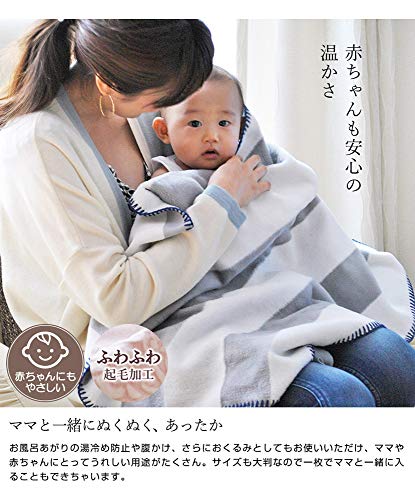 赤ちゃんも安心の
温かさ
赤ちゃんにも
やさしい
ふわふわ
起毛加工
ママと一緒にぬくぬく、あったか
お風呂あがりの湯冷め防止や腹かけ、さらにおくるみとしてもお使いいただけ、ママや
赤ちゃんにとってうれしい用途がたくさん。サイズも大判なので一枚でママと一緒に入
ることもできちゃいます。